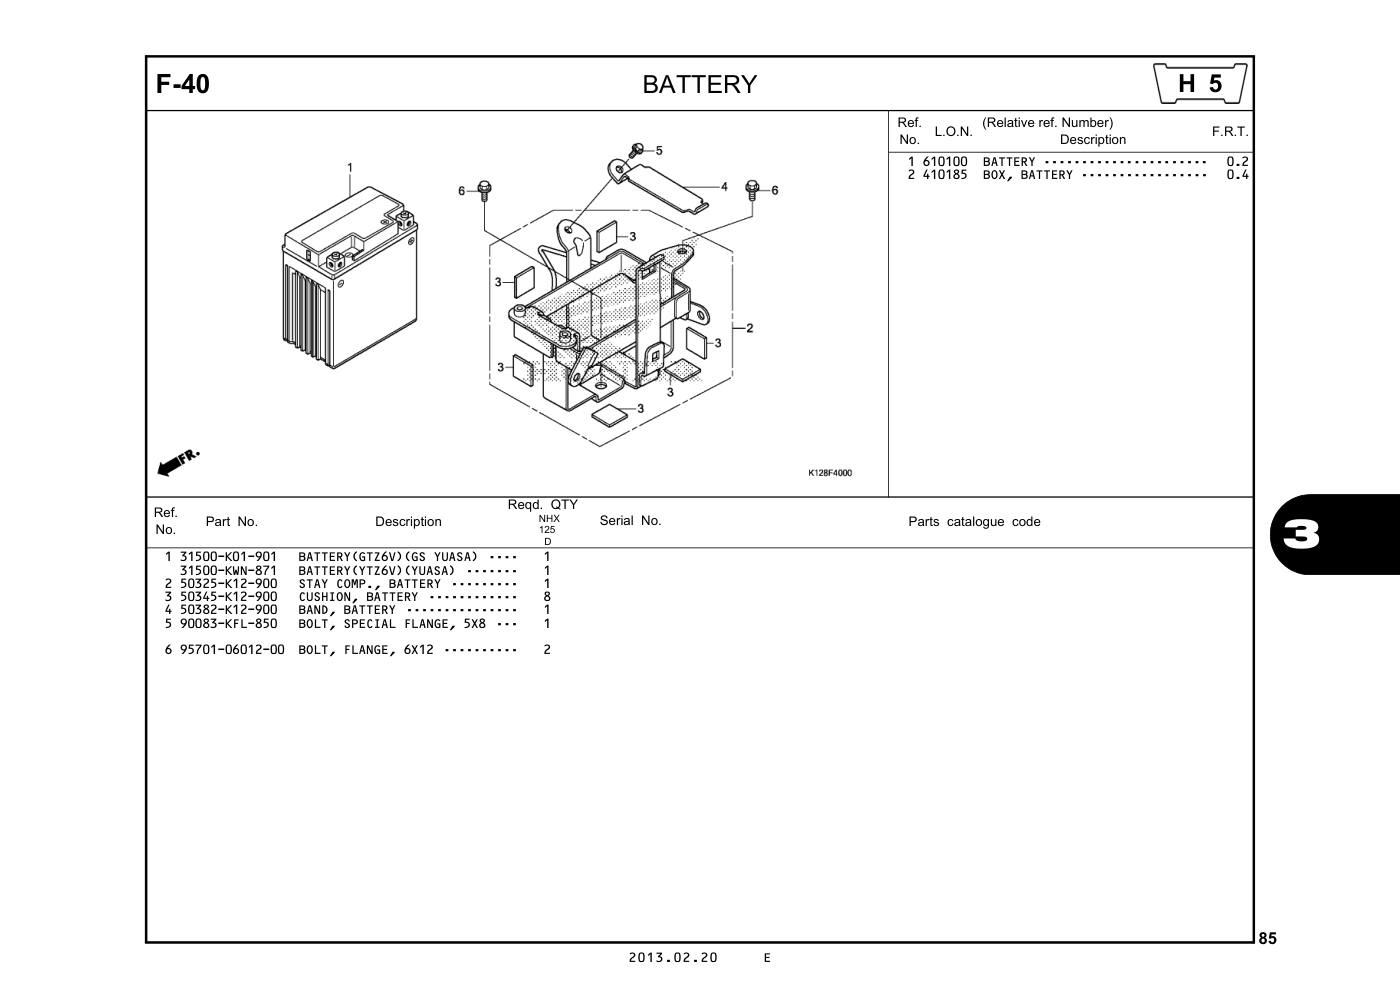 F-40 BATTERY H 5
1
5
6
4
6
3
3
2
3
3
3
3
FR.
K128F4000
Ref. No. L.O.N. (Relative ref. Number) Description F.R.T.
1 610100 BATTERY ······················ 0.2
2 410185 BOX, BATTERY ················· 0.4
Ref. No. Part No. Description Reqd. QTY NHX 125 D Serial No. Parts catalogue code
1 31500-K01-901 BATTERY(GTZ6V)(GS YUASA) ···· 1
31500-KWN-871 BATTERY(YTZ6V)(YUASA) ······· 1
2 50325-K12-900 STAY COMP., BATTERY ········· 1
3 50345-K12-900 CUSHION, BATTERY ············ 8
4 50382-K12-900 BAND, BATTERY ··············· 1
5 90083-KFL-850 BOLT, SPECIAL FLANGE, 5X8 ··· 1
6 95701-06012-00 BOLT, FLANGE, 6X12 ·········· 2
3
85
2013.02.20 E